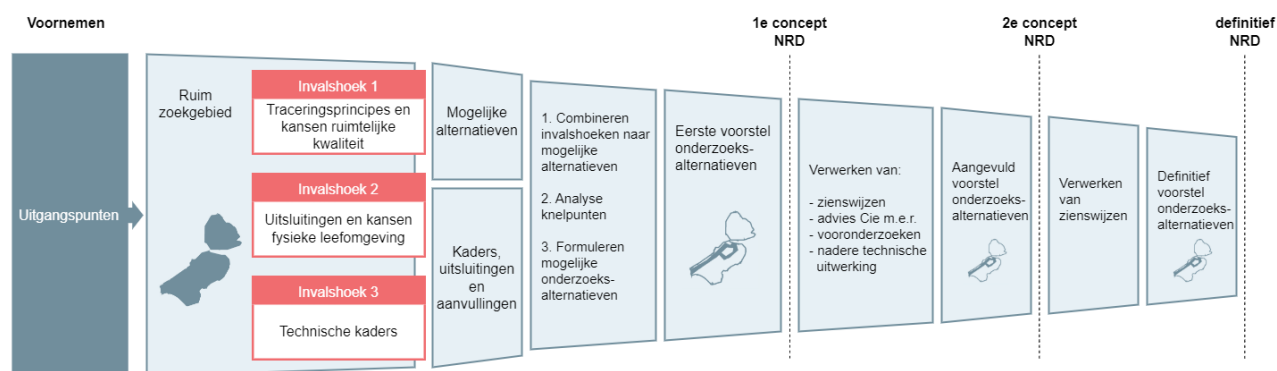 Voornemen
1e concept
NRD
2e concept
NRD
definitief
NRD
Uitgangspunten
Ruim
zoekgebied
Invalshoek 1
Traceringsprincipes en
kansen ruimtelijke
kwaliteit
Invalshoek 2
Uitsluitingen en kansen
fysieke leefomgeving
Invalshoek 3
Technische kaders
Mogelijke
alternatieven
Kaders,
uitsluitingen
en
aanvullingen
1. Combineren
invalshoeken naar
mogelijke
alternatieven
2. Analyse
knelpunten
3. Formuleren
mogelijke
onderzoeks-
alternatieven
Eerste voorstel
onderzoeks-
alternatieven
Verwerken van:
- zienswijzen
- advies Cie m.e.r.
- vooronderzoeken
- nadere technische
uitwerking
Aangevuld
voorstel
onderzoeks-
alternatieven
Verwerken
van
zienswijzen
Definitief
voorstel
onderzoeks-
alternatieven